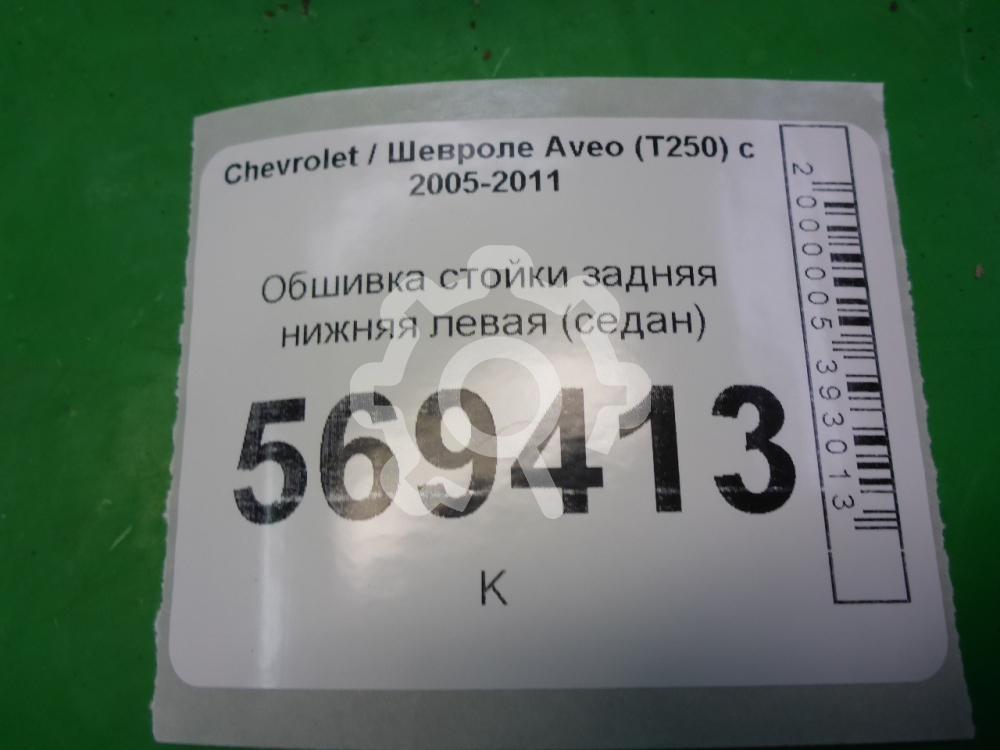 Chevrolet / Шевроле Aveo (T250) с
2005-2011
Обшивка стойки задняя
нижняя левая (седан)
569413
К
2000005393013